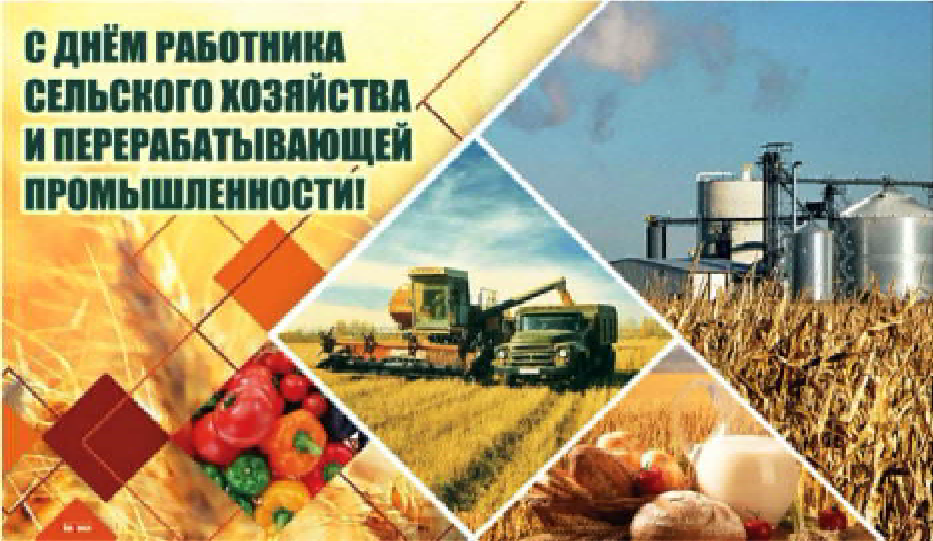 С ДНЁМ РАБОТНИКА
СЕЛЬСКОГО ХОЗЯЙСТВА
И ПЕРЕРАБАТЫВАЮЩЕЙ
ПРОМЫШЛЕННОСТИ!